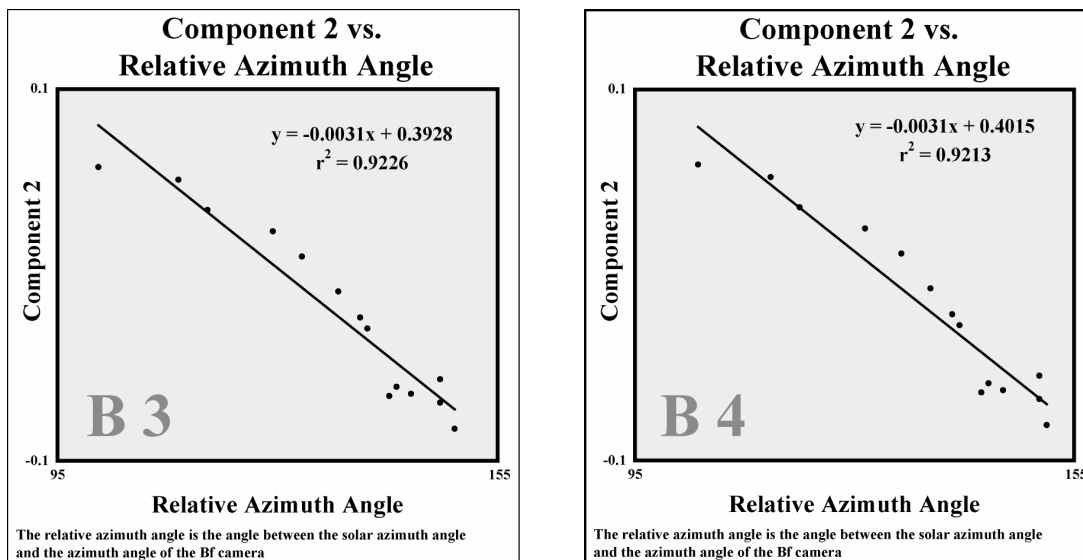 Component 2 vs.
Relative Azimuth Angle
0.1
y = -0.0031x + 0.3928
r² = 0.9226
Component 2
B 3
-0.1
95
155
Relative Azimuth Angle
The relative azimuth angle is the angle between the solar azimuth angle
and the azimuth angle of the Bf camera
Component 2 vs.
Relative Azimuth Angle
0.1
y = -0.0031x + 0.4015
r² = 0.9213
Component 2
B 4
-0.1
95
155
Relative Azimuth Angle
The relative azimuth angle is the angle between the solar azimuth angle
and the azimuth angle of the Bf camera